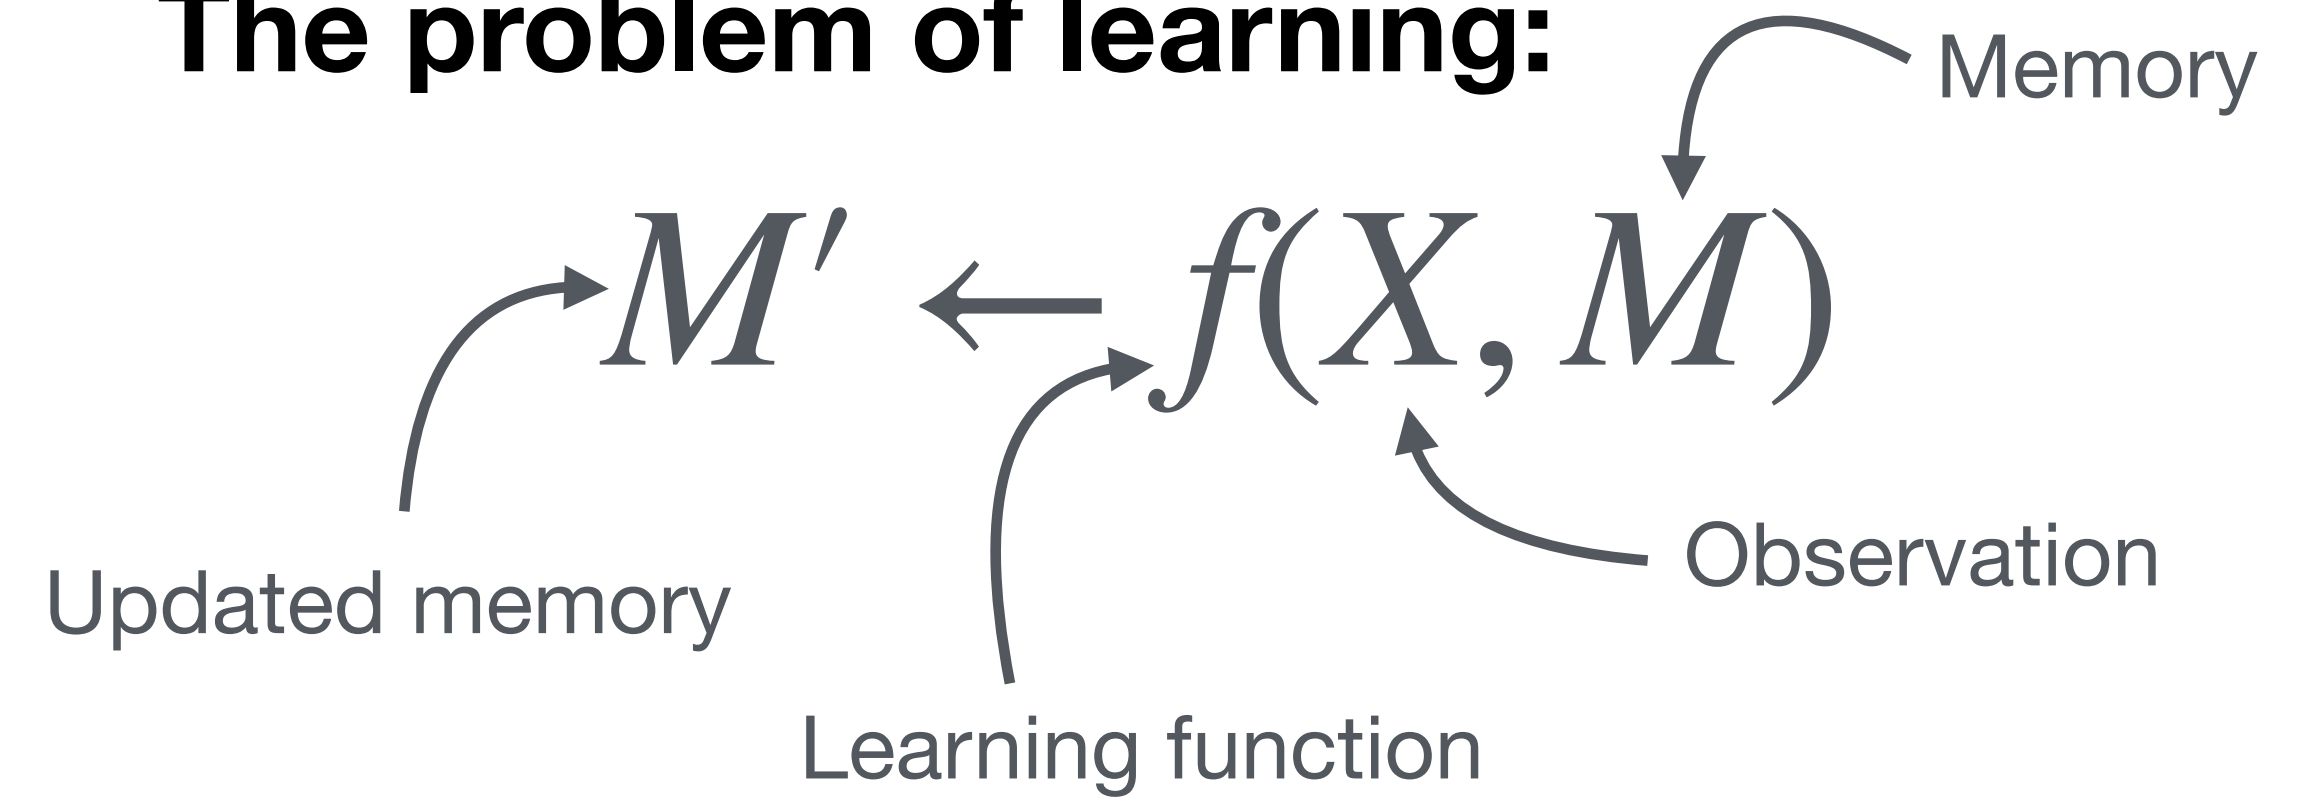 The problem of learning:
Memory
M′ ← f(X, M)
Observation
Updated memory
Learning function